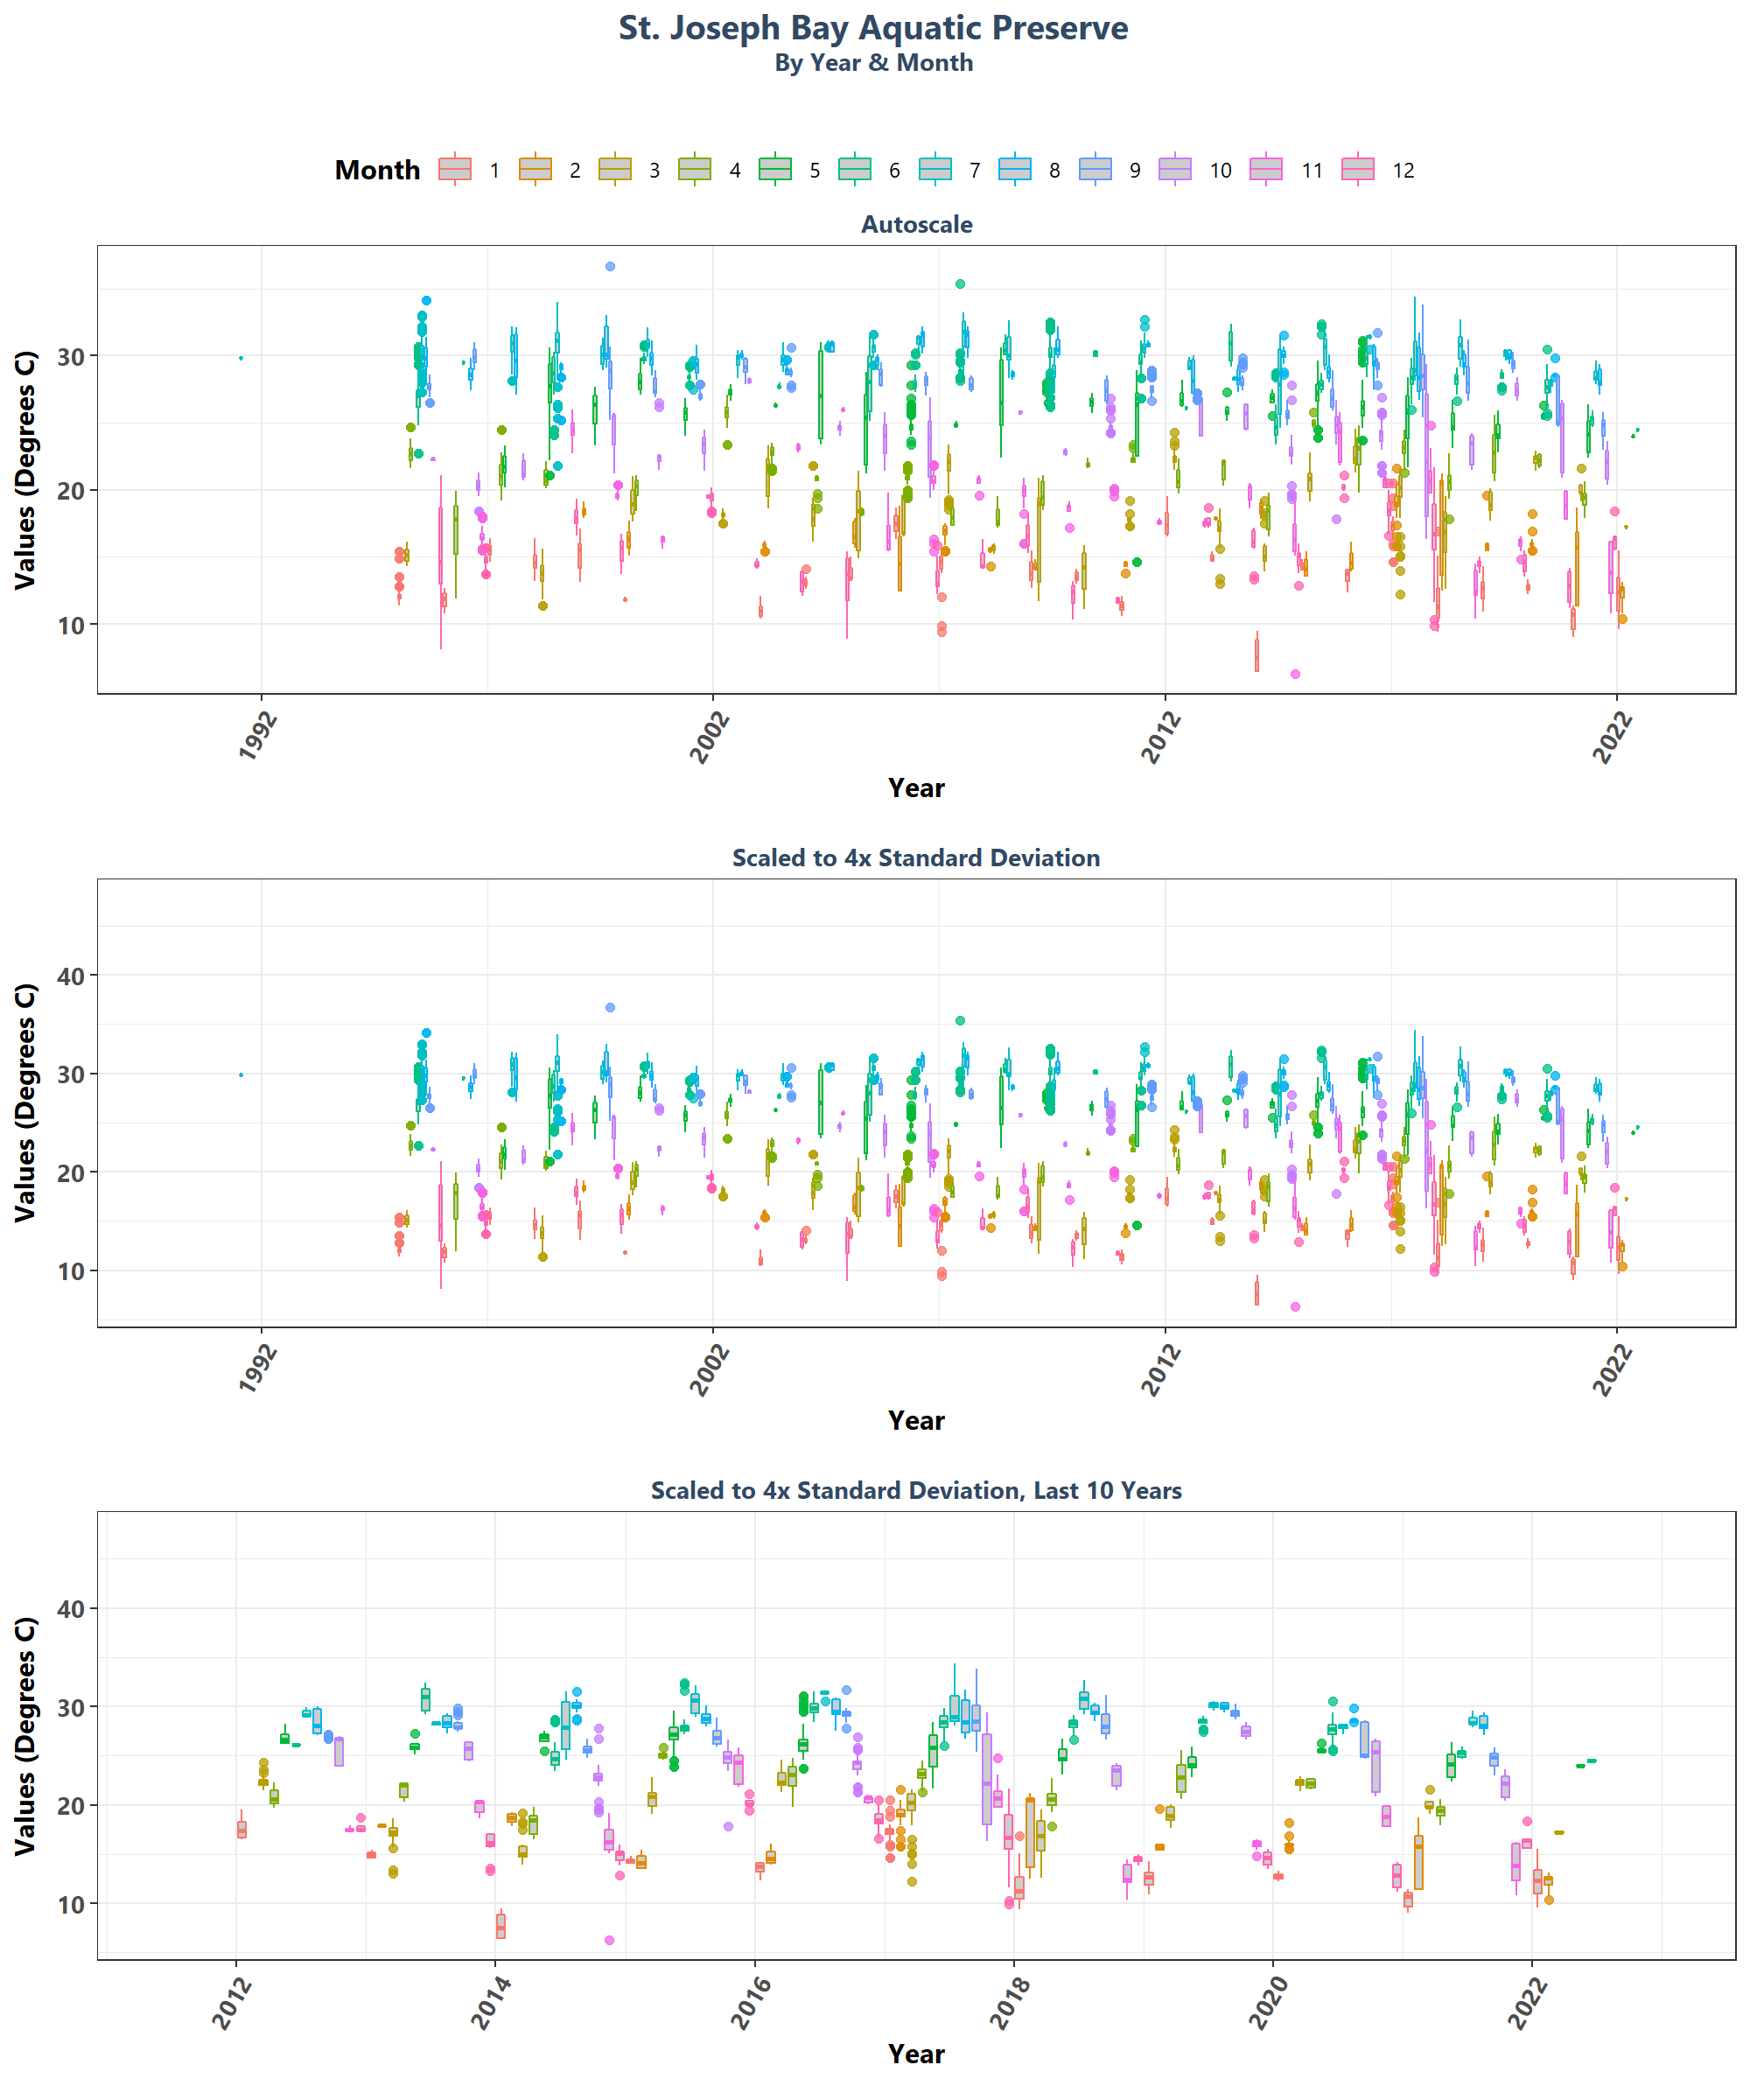 St. Joseph Bay Aquatic Preserve
By Year & Month
Month 1 2 3 4 5 6 7 8 9 10 11 12
Autoscale
Values (Degrees C)
30
20
10
1992 2002 2012 2022
Year
Scaled to 4x Standard Deviation
Values (Degrees C)
40
30
20
10
1992 2002 2012 2022
Year
Scaled to 4x Standard Deviation, Last 10 Years
Values (Degrees C)
40
30
20
10
2012 2014 2016 2018 2020 2022
Year